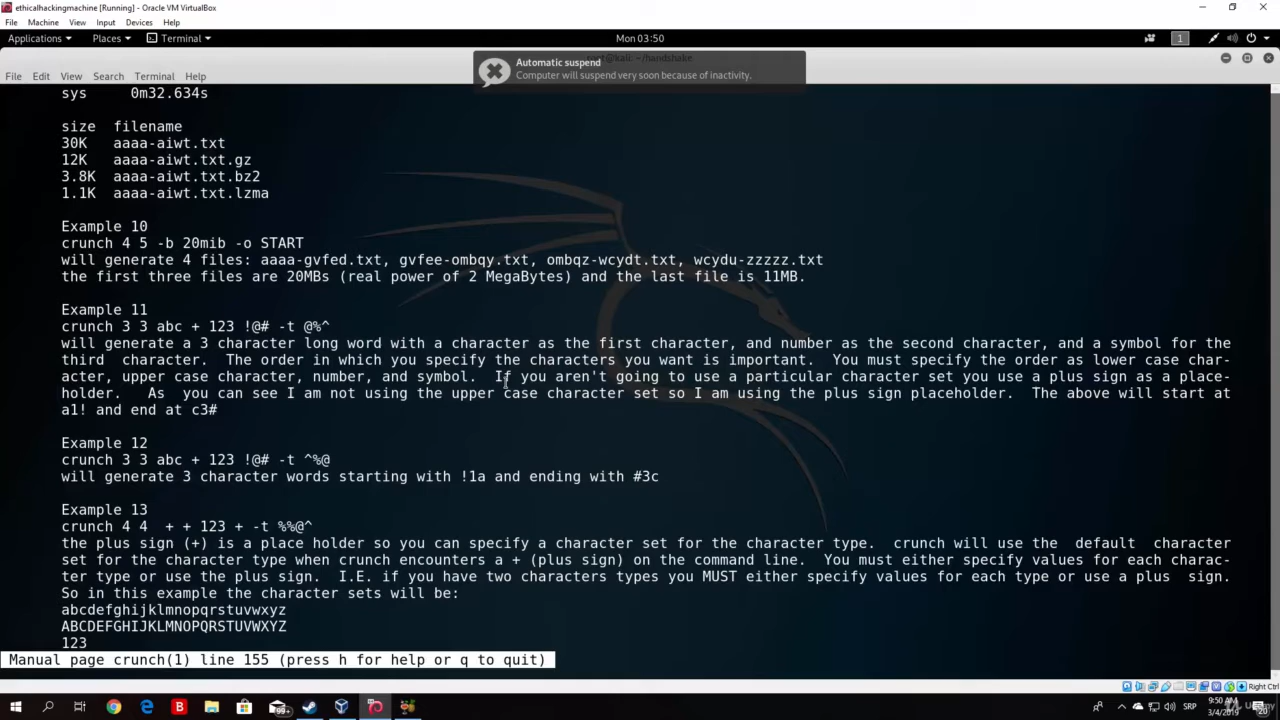 ethicalhackingmachine [Running] - Oracle VM VirtualBox
File Machine View Input Devices Help
Applications Places Terminal Mon 03:50 1
Automatic suspend
Computer will suspend very soon because of inactivity.
File Edit View Search Terminal Help
sys 0m32.634s
size filename
30K aaaa-aiwt.txt
12K aaaa-aiwt.txt.gz
3.8K aaaa-aiwt.txt.bz2
1.1K aaaa-aiwt.txt.lzma
Example 10
crunch 4 5 -b 20mib -o START
will generate 4 files: aaaa-gvfed.txt, gvfee-ombqy.txt, ombqz-wcydt.txt, wcydu-zzzzz.txt
the first three files are 20MBs (real power of 2 MegaBytes) and the last file is 11MB.
Example 11
crunch 3 3 abc + 123 !@# -t @%^
will generate a 3 character long word with a character as the first character, and number as the second character, and a symbol for the
third character. The order in which you specify the characters you want is important. You must specify the order as lower case char-
acter, upper case character, number, and symbol. If you aren't going to use a particular character set you use a plus sign as a place-
holder. As you can see I am not using the upper case character set so I am using the plus sign placeholder. The above will start at
a1! and end at c3#
Example 12
crunch 3 3 abc + 123 !@# -t ^%@
will generate 3 character words starting with !1a and ending with #3c
Example 13
crunch 4 4 + + 123 + -t %%@^
the plus sign (+) is a place holder so you can specify a character set for the character type. crunch will use the default character
set for the character type when crunch encounters a + (plus sign) on the command line. You must either specify values for each charac-
ter type or use the plus sign. I.E. if you have two characters types you MUST either specify values for each type or use a plus sign.
So in this example the character sets will be:
abcdefghijklmnopqrstuvwxyz
ABCDEFGHIJKLMNOPQRSTUVWXYZ
123
Manual page crunch(1) line 155 (press h for help or q to quit)
Right Ctrl
99+ SRP 9:50 AM
3/4/2019 20